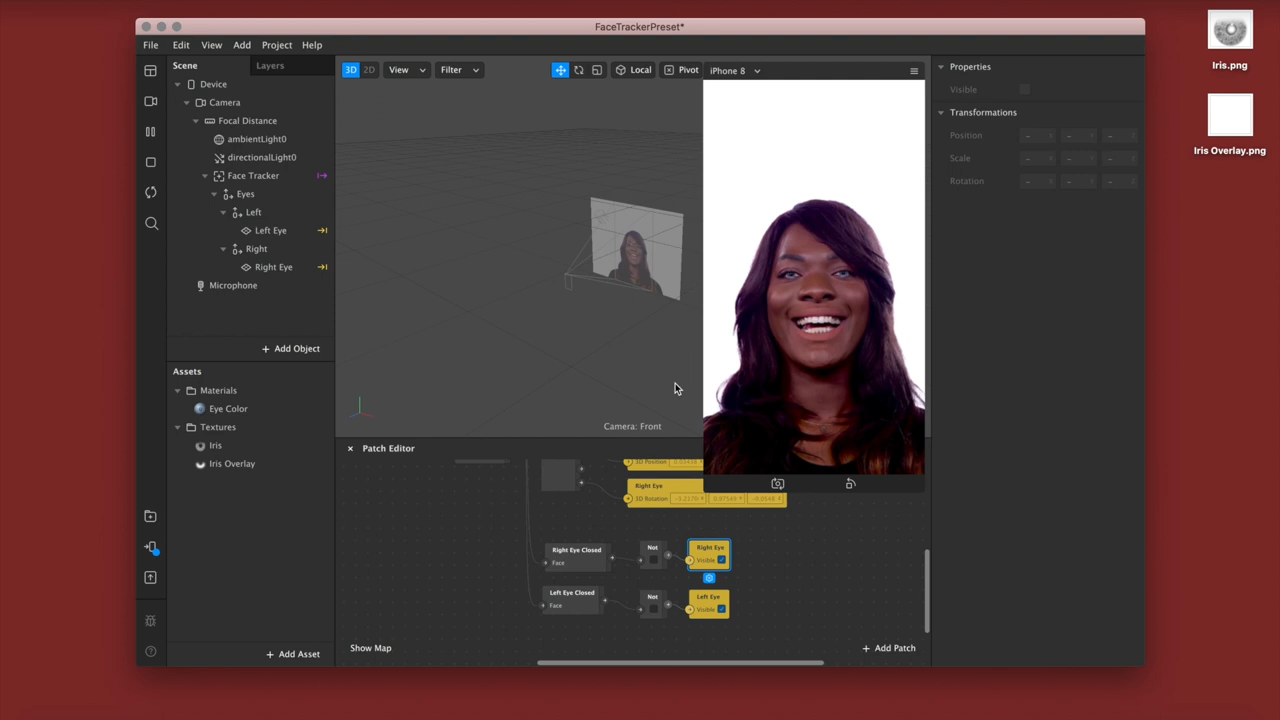 FaceTrackerPreset*
File Edit View Add Project Help
Scene Layers
Device
Camera
Focal Distance
ambientLight0
directionalLight0
Face Tracker
Eyes
Left
Left Eye
Right
Right Eye
Microphone
+ Add Object
Assets
Materials
Eye Color
Textures
Iris
Iris Overlay
+ Add Asset
3D 2D View Filter Local Pivot
Camera: Front
iPhone 8
Patch Editor
3D Position
Right Eye
3D Rotation
Right Eye Closed
Face
Not
Right Eye
Visible
Left Eye Closed
Face
Not
Left Eye
Visible
Show Map
+ Add Patch
Properties
Visible
Transformations
Position – – –
Scale – – –
Rotation – – –
Iris.png
Iris Overlay.png